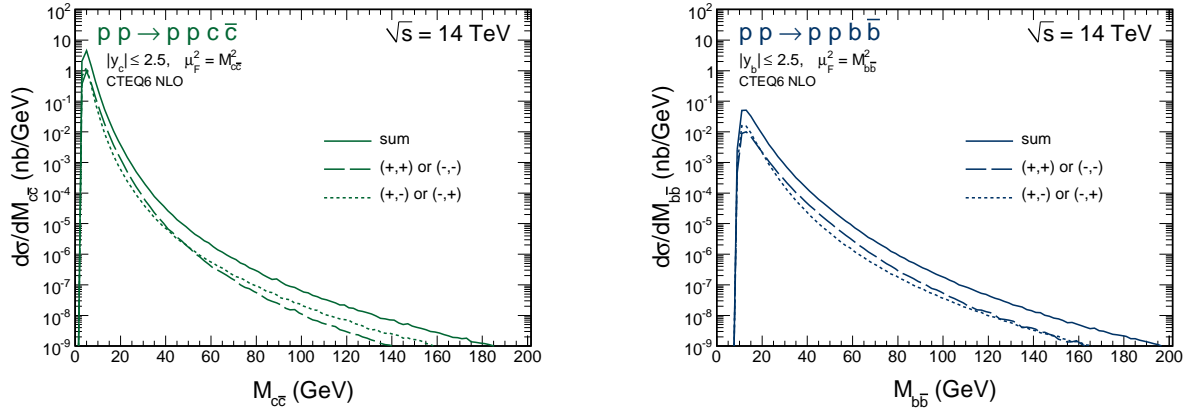 dσ/dM_cc̄ (nb/GeV)
10²
10
1
10⁻¹
10⁻²
10⁻³
10⁻⁴
10⁻⁵
10⁻⁶
10⁻⁷
10⁻⁸
10⁻⁹
p p → p p c c̄
√s = 14 TeV
|y_c| ≤ 2.5, μ_F² = M²_cc̄
CTEQ6 NLO
sum
(+,+) or (-,-)
(+,-) or (-,+)
0 20 40 60 80 100 120 140 160 180 200
M_cc̄ (GeV)
dσ/dM_bb̄ (nb/GeV)
10²
10
1
10⁻¹
10⁻²
10⁻³
10⁻⁴
10⁻⁵
10⁻⁶
10⁻⁷
10⁻⁸
10⁻⁹
p p → p p b b̄
√s = 14 TeV
|y_b| ≤ 2.5, μ_F² = M²_bb̄
CTEQ6 NLO
sum
(+,+) or (-,-)
(+,-) or (-,+)
0 20 40 60 80 100 120 140 160 180 200
M_bb̄ (GeV)